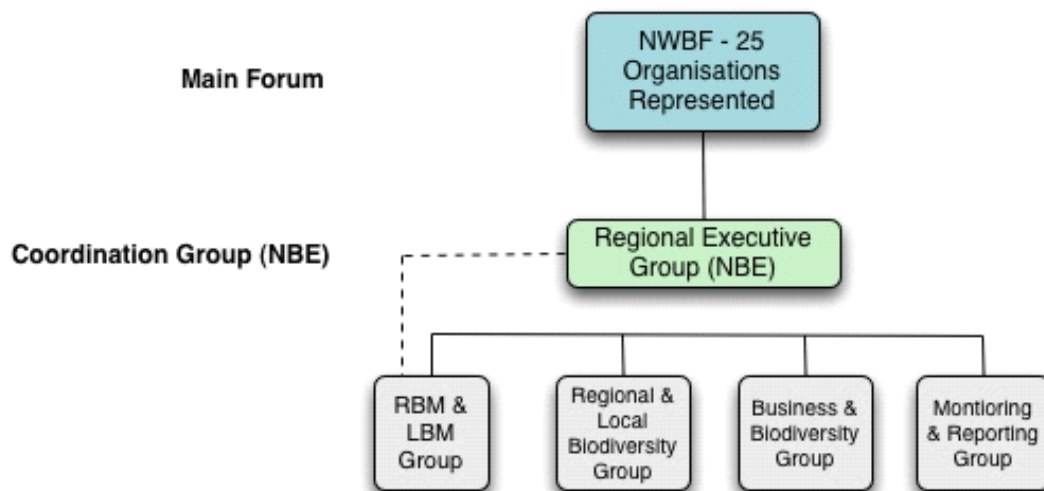 Main Forum
NWBF - 25
Organisations
Represented
Coordination Group (NBE)
Regional Executive
Group (NBE)
RBM &
LBM
Group
Regional &
Local
Biodiversity
Group
Business &
Biodiversity
Group
Montioring
& Reporting
Group